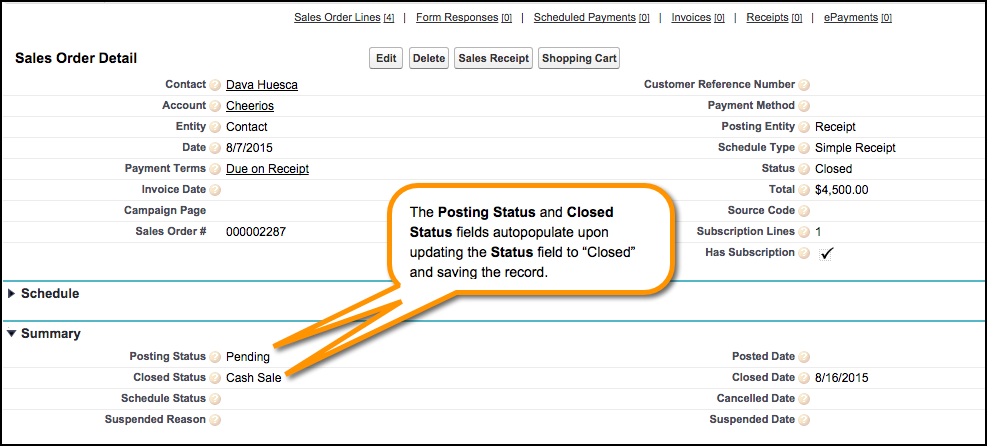 Sales Order Lines [4] | Form Responses [0] | Scheduled Payments [0] | Invoices [0] | Receipts [0] | ePayments [0]
Sales Order Detail
Edit Delete Sales Receipt Shopping Cart
Contact ? Dava Huesca
Customer Reference Number ?
Account ? Cheerios
Payment Method ?
Entity ? Contact
Posting Entity ? Receipt
Date ? 8/7/2015
Schedule Type ? Simple Receipt
Payment Terms ? Due on Receipt
Status ? Closed
Invoice Date ?
Total ? $4,500.00
Campaign Page
Source Code ?
Sales Order # 000002287
Subscription Lines ? 1
Has Subscription ?
The Posting Status and Closed
Status fields autopopulate upon
updating the Status field to “Closed”
and saving the record.
Schedule
Summary
Posting Status ? Pending
Posted Date ?
Closed Status ? Cash Sale
Closed Date ? 8/16/2015
Schedule Status ?
Cancelled Date ?
Suspended Reason ?
Suspended Date ?